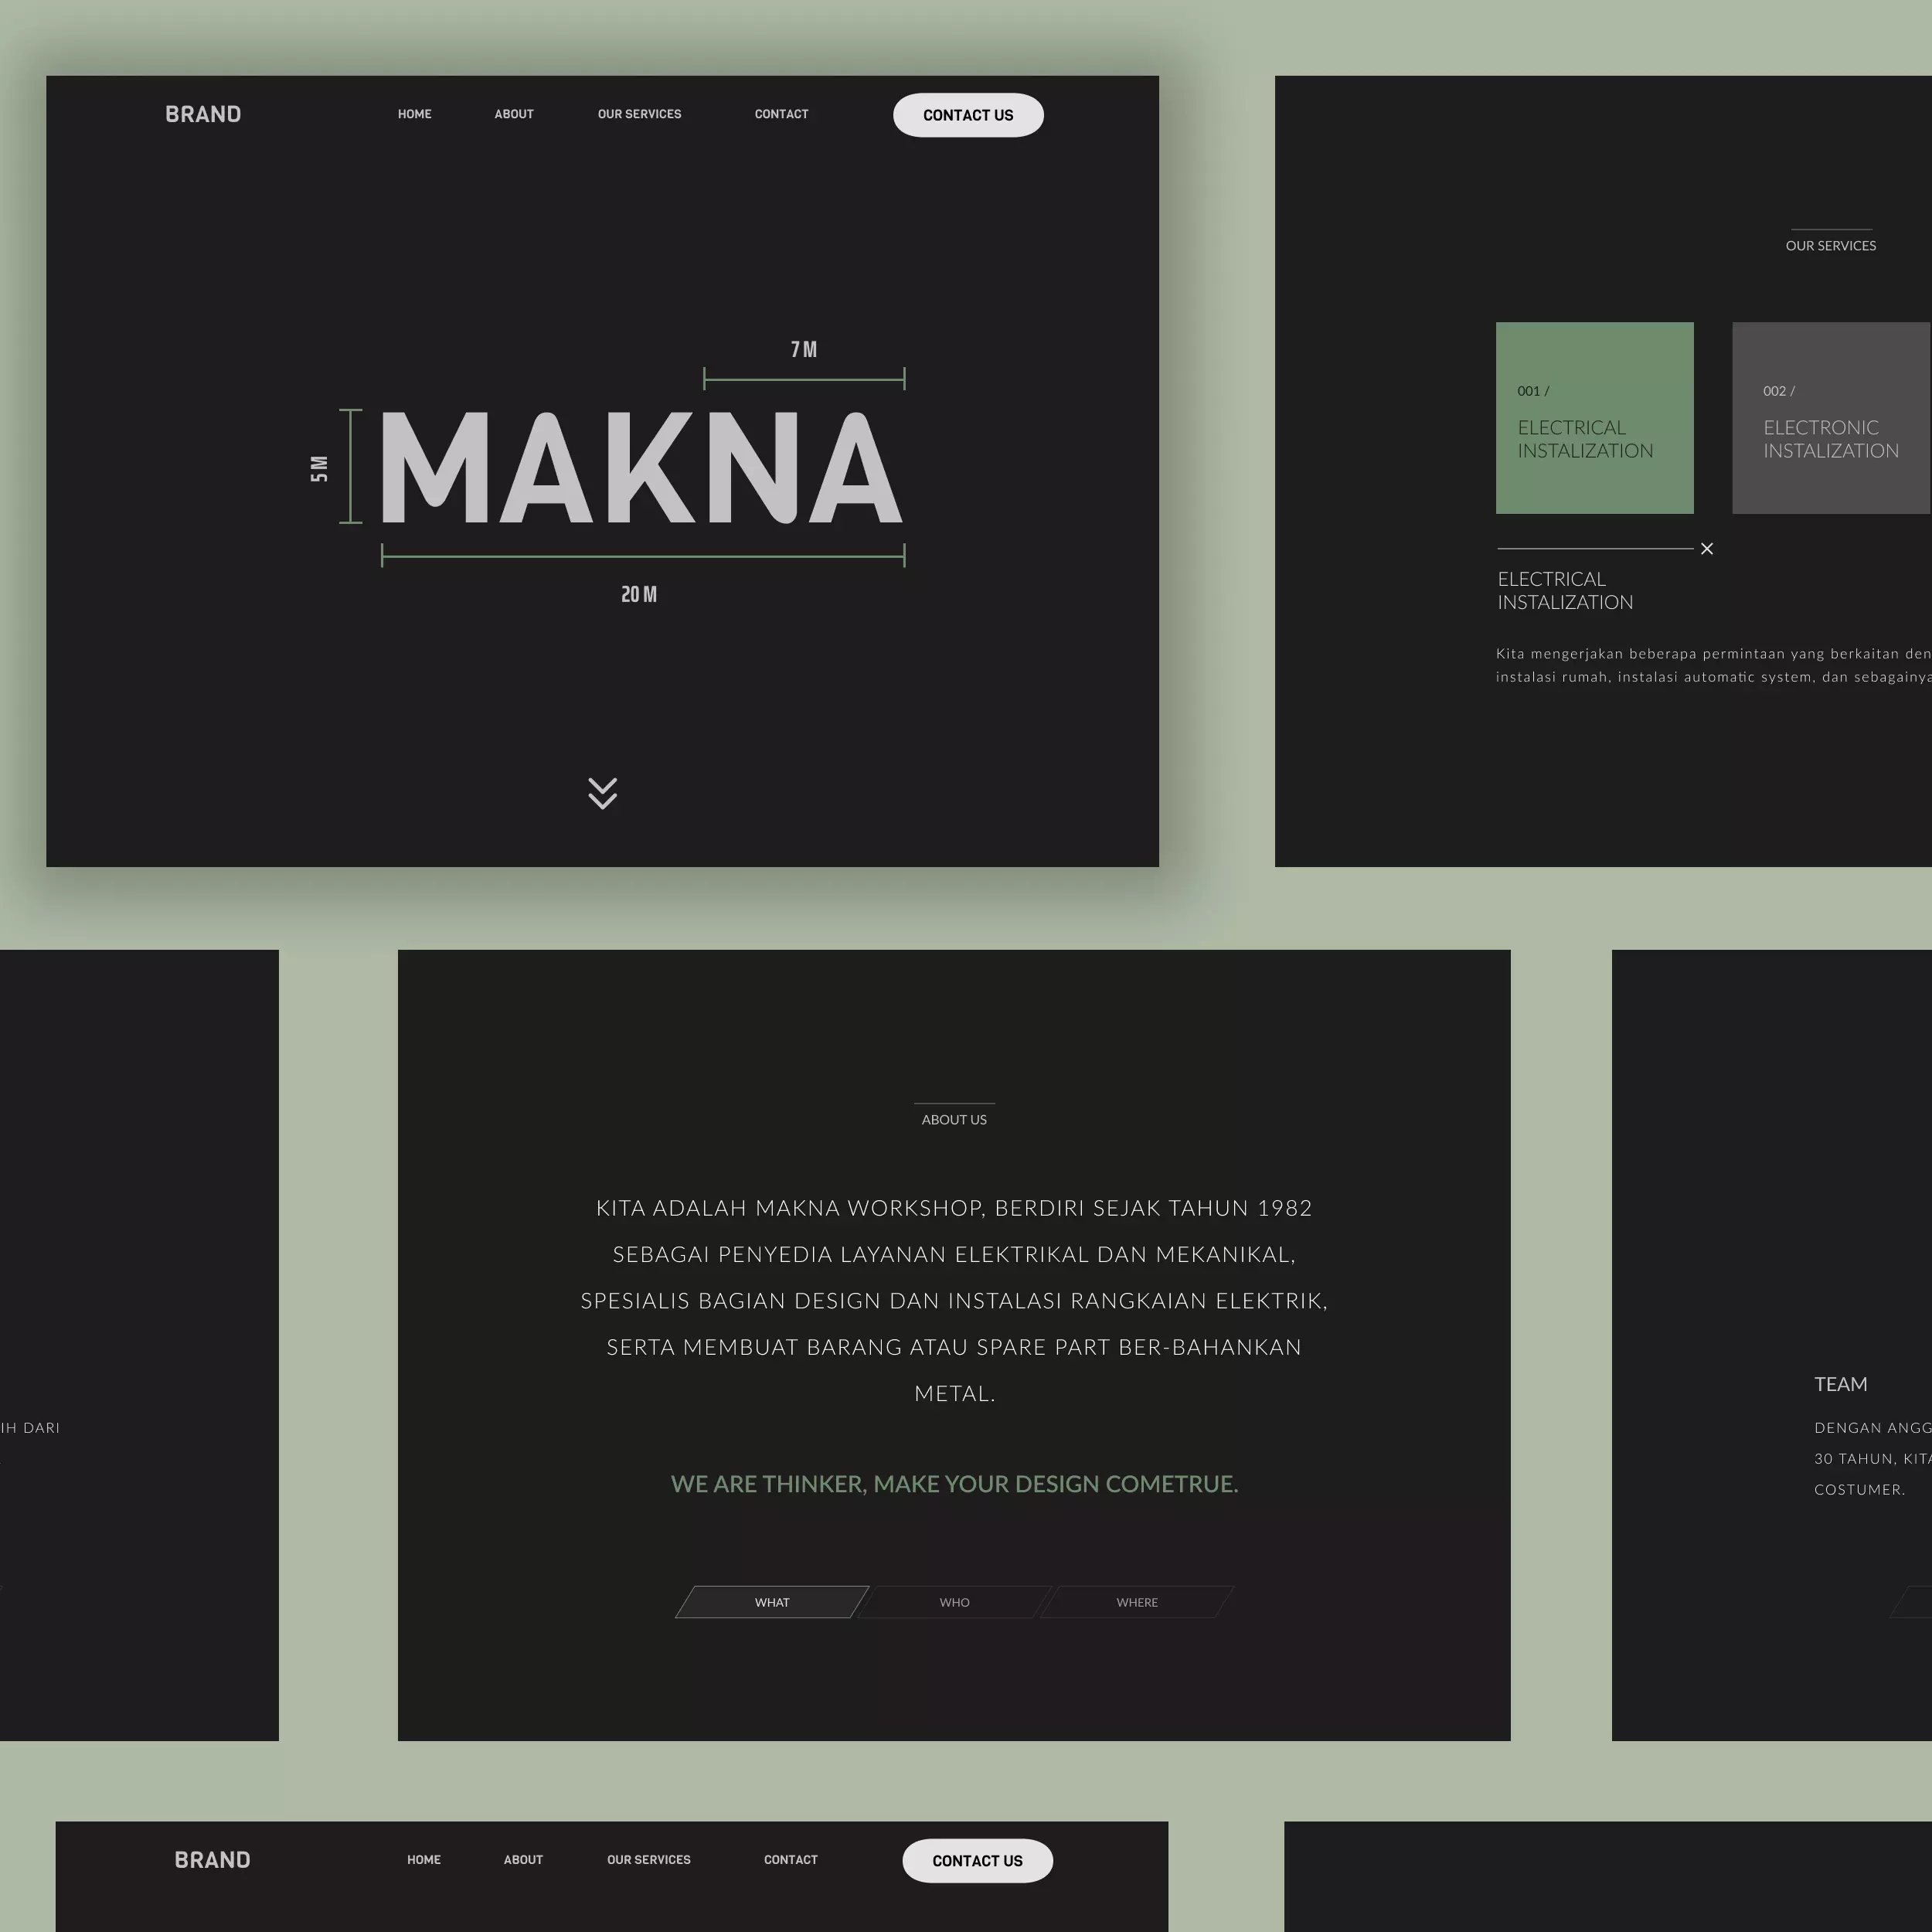 BRAND
HOME
ABOUT
OUR SERVICES
CONTACT
CONTACT US
7 M
5 M
MAKNA
20 M
OUR SERVICES
001 /
ELECTRICAL
INSTALIZATION
002 /
ELECTRONIC
INSTALIZATION
ELECTRICAL
INSTALIZATION
Kita mengerjakan beberapa permintaan yang berkaitan den
instalasi rumah, instalasi automatic system, dan sebagainya
IH DARI
ABOUT US
KITA ADALAH MAKNA WORKSHOP, BERDIRI SEJAK TAHUN 1982
SEBAGAI PENYEDIA LAYANAN ELEKTRIKAL DAN MEKANIKAL,
SPESIALIS BAGIAN DESIGN DAN INSTALASI RANGKAIAN ELEKTRIK,
SERTA MEMBUAT BARANG ATAU SPARE PART BER-BAHANKAN
METAL.
WE ARE THINKER, MAKE YOUR DESIGN COMETRUE.
WHAT
WHO
WHERE
TEAM
DENGAN ANGG
30 TAHUN, KITA
COSTUMER.
BRAND
HOME
ABOUT
OUR SERVICES
CONTACT
CONTACT US